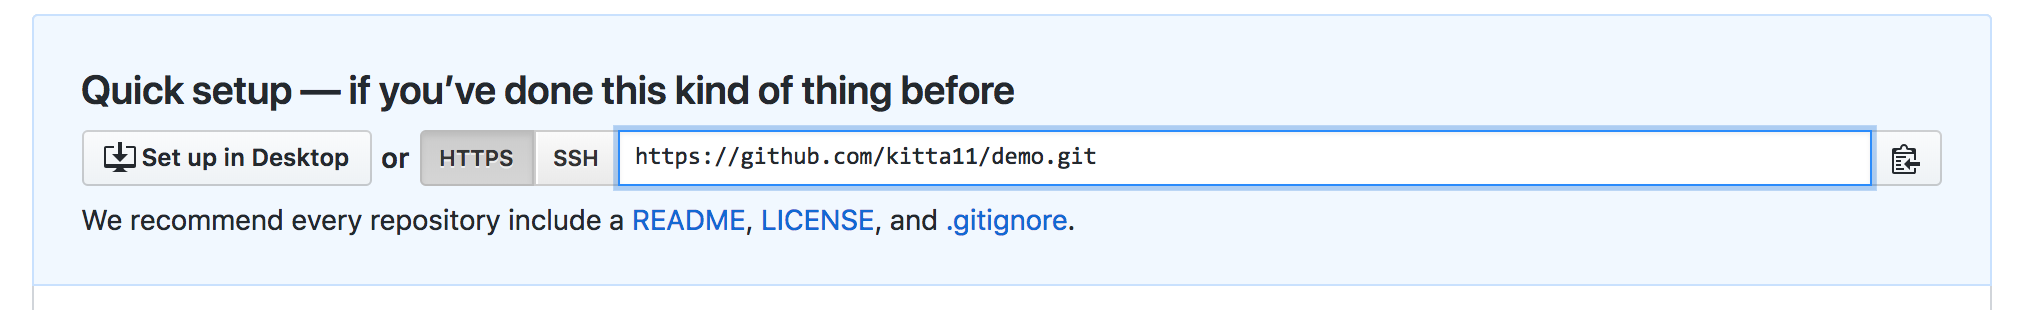 Quick setup — if you’ve done this kind of thing before
Set up in Desktop or HTTPS SSH https://github.com/kitta11/demo.git
We recommend every repository include a README, LICENSE, and .gitignore.